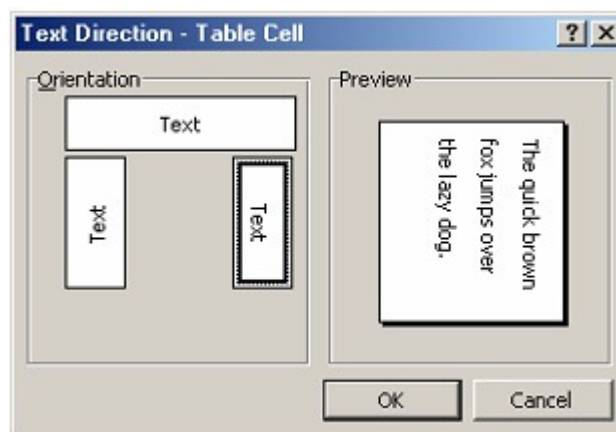 Text Direction - Table Cell
Orientation
Text
Text
Text
Preview
The quick brown
fox jumps over
the lazy dog.
OK
Cancel